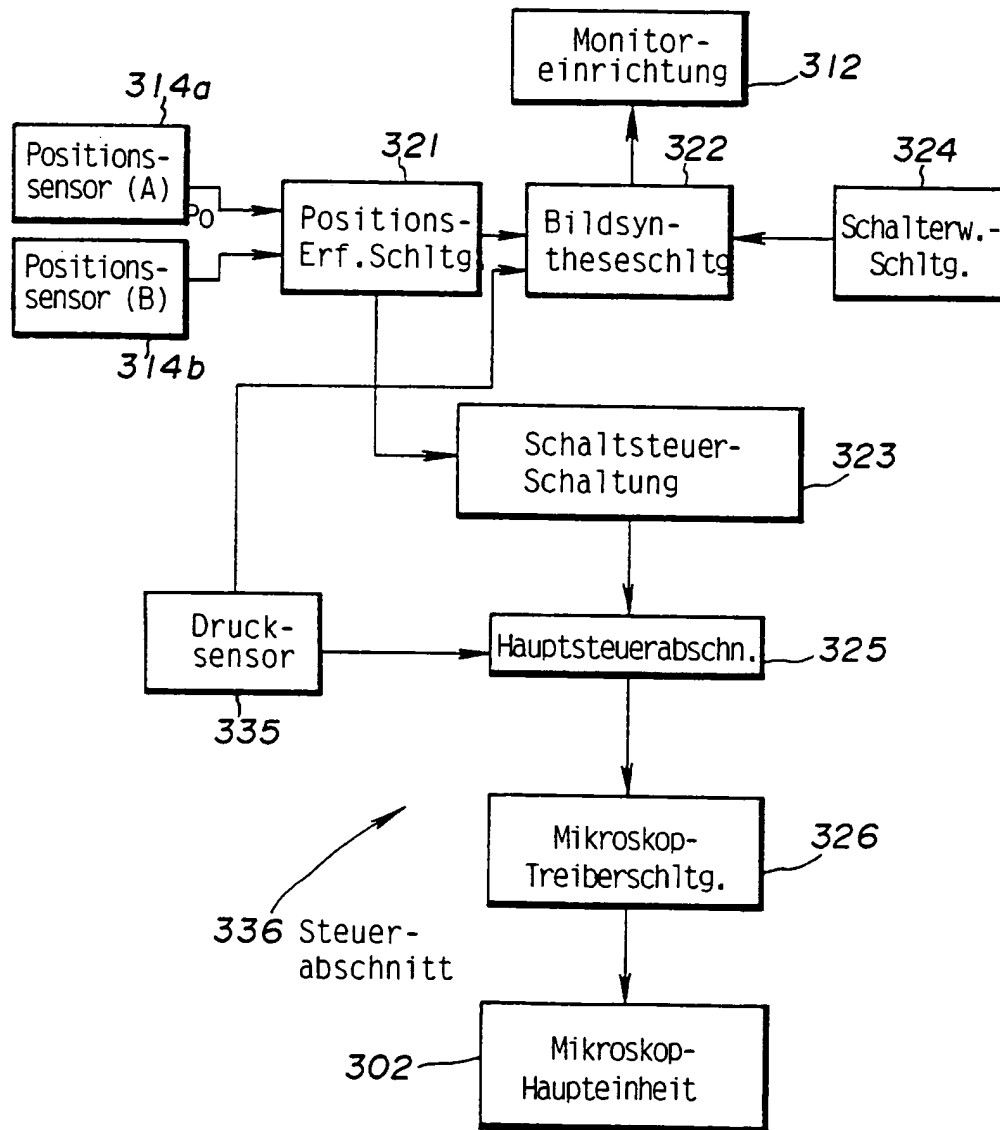 Monitor-
einrichtung
312
314a
Positions-
sensor (A)
PO
321
322
324
Positions-
Erf.Schltg
Bildsyn-
theseschltg
Schalterw.-
Schltg.
Positions-
sensor (B)
314b
Schaltsteuer-
Schaltung
323
Druck-
sensor
335
Hauptsteuerabschn.
325
Mikroskop-
Treiberschltg.
326
336 Steuer-
abschnitt
302
Mikroskop-
Haupteinheit